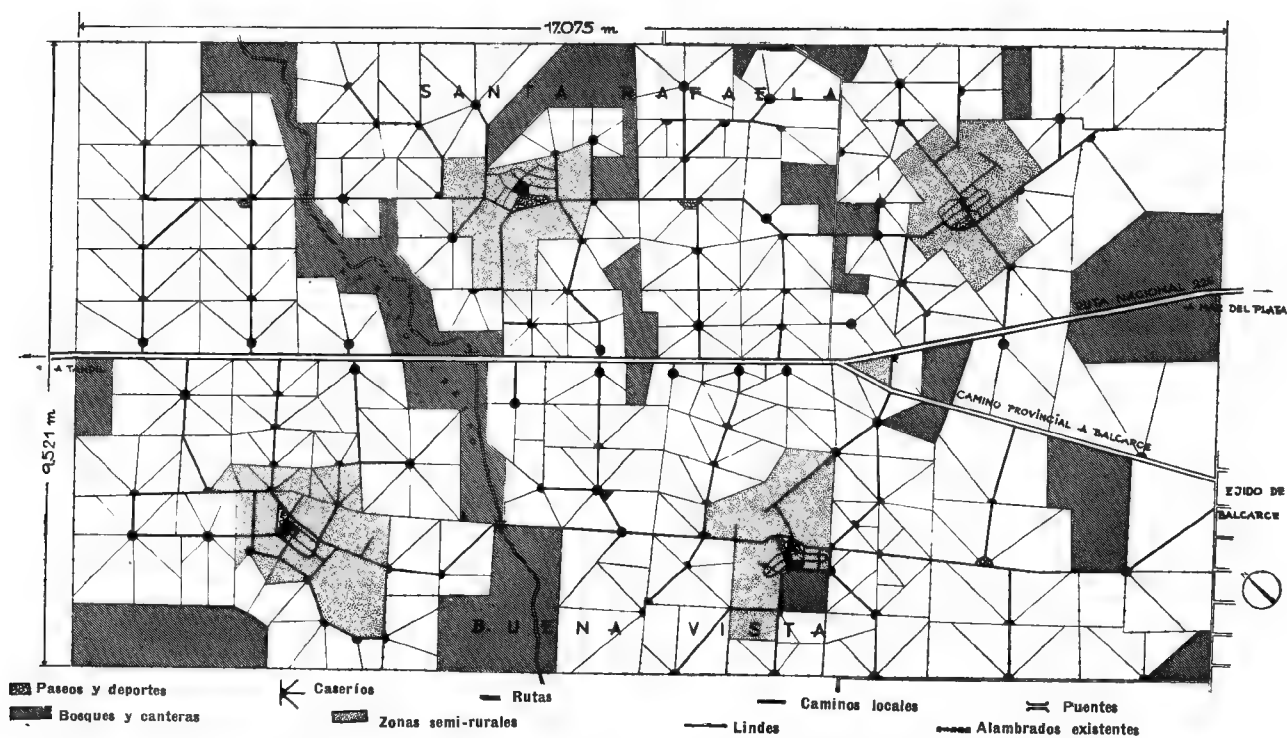 17.075 m
SANTA RAFAELA
RUTA NACIONAL 226
A MAR DEL PLATA
A TANDIL
9.521 m
CAMINO PROVINCIAL A BALCARCE
EJIDO DE
BALCARCE
BUENA VISTA
Paseos y deportes
Caseríos
Rutas
Caminos locales
Puentes
Bosques y canteras
Zonas semi-rurales
Lindes
Alambrados existentes